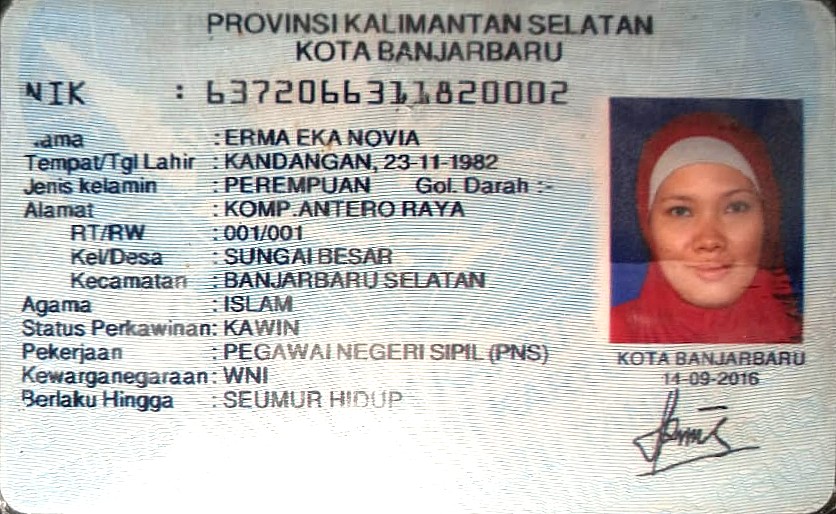 PROVINSI KALIMANTAN SELATAN
KOTA BANJARBARU
NIK : 6372066311820002
Nama : ERMA EKA NOVIA
Tempat/Tgl Lahir : KANDANGAN, 23-11-1982
Jenis kelamin : PEREMPUAN Gol. Darah :-
Alamat : KOMP.ANTERO RAYA
RT/RW : 001/001
Kel/Desa : SUNGAI BESAR
Kecamatan : BANJARBARU SELATAN
Agama : ISLAM
Status Perkawinan: KAWIN
Pekerjaan : PEGAWAI NEGERI SIPIL (PNS)
Kewarganegaraan: WNI
Berlaku Hingga : SEUMUR HIDUP
KOTA BANJARBARU
14-09-2016